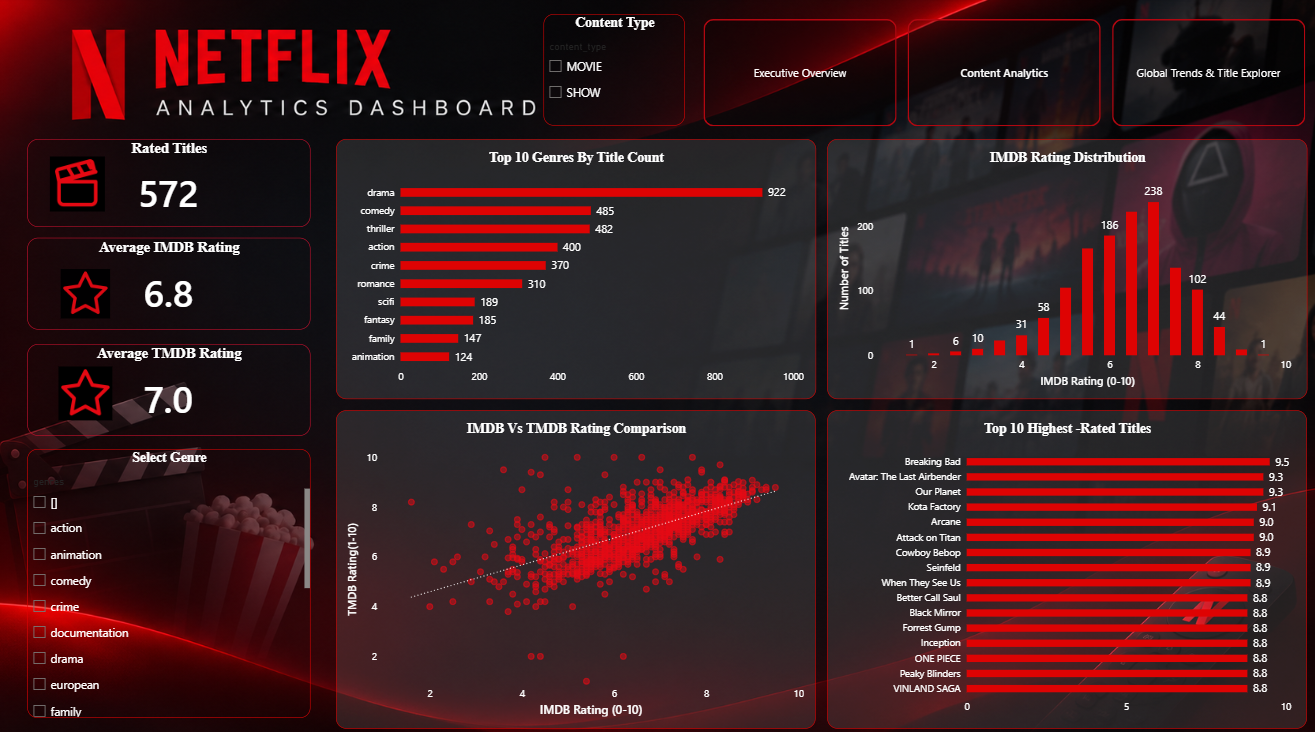 N NETFLIX
ANALYTICS DASHBOARD
Content Type
content_type
MOVIE
SHOW
Executive Overview
Content Analytics
Global Trends & Title Explorer
Rated Titles
572
Average IMDB Rating
6.8
Average TMDB Rating
7.0
Select Genre
genres
[]
action
animation
comedy
crime
documentation
drama
european
family
Top 10 Genres By Title Count
drama 922
comedy 485
thriller 482
action 400
crime 370
romance 310
scifi 189
fantasy 185
family 147
animation 124
0 200 400 600 800 1000
IMDB Rating Distribution
Number of Titles
200
100
0
1 6 10 31 58 186 238 102 44 1
2 4 6 8 10
IMDB Rating (0-10)
IMDB Vs TMDB Rating Comparison
TMDB Rating(1-10)
10
8
6
4
2
2 4 6 8 10
IMDB Rating (0-10)
Top 10 Highest -Rated Titles
Breaking Bad 9.5
Avatar: The Last Airbender 9.3
Our Planet 9.3
Kota Factory 9.1
Arcane 9.0
Attack on Titan 9.0
Cowboy Bebop 8.9
Seinfeld 8.9
When They See Us 8.9
Better Call Saul 8.8
Black Mirror 8.8
Forrest Gump 8.8
Inception 8.8
ONE PIECE 8.8
Peaky Blinders 8.8
VINLAND SAGA 8.8
0 5 10